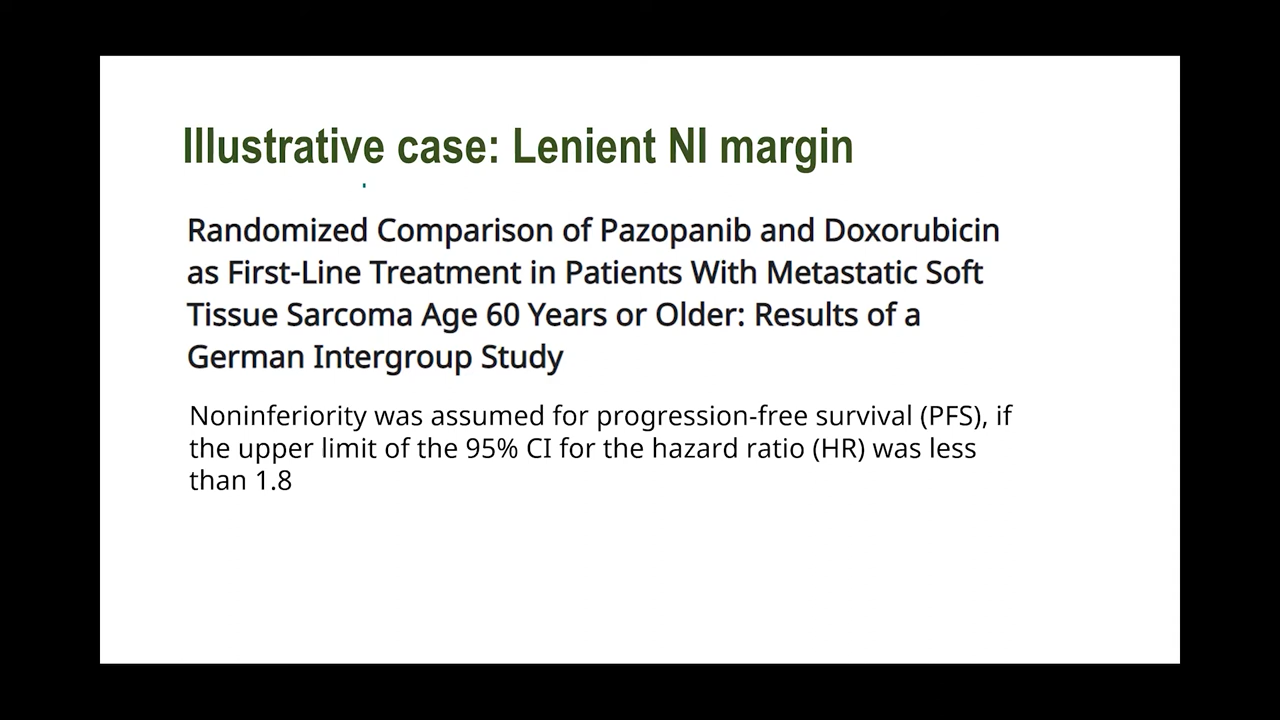 Illustrative case: Lenient NI margin
Randomized Comparison of Pazopanib and Doxorubicin
as First-Line Treatment in Patients With Metastatic Soft
Tissue Sarcoma Age 60 Years or Older: Results of a
German Intergroup Study
Noninferiority was assumed for progression-free survival (PFS), if
the upper limit of the 95% CI for the hazard ratio (HR) was less
than 1.8